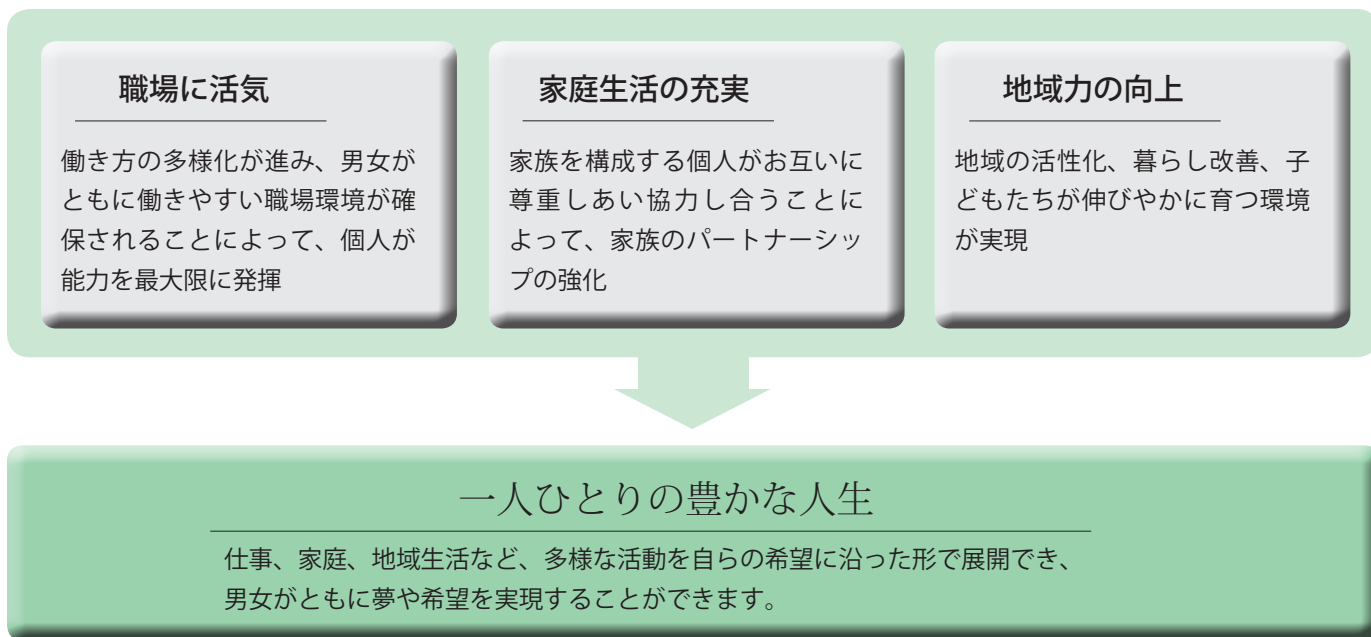 職場に活気
働き方の多様化が進み、男女が
ともに働きやすい職場環境が確
保されることによって、個人が
能力を最大限に発揮
家庭生活の充実
家族を構成する個人がお互いに
尊重しあい協力し合うことに
よって、家族のパートナーシッ
プの強化
地域力の向上
地域の活性化、暮らし改善、子
どもたちが伸びやかに育つ環境
が実現
一人ひとりの豊かな人生
仕事、家庭、地域生活など、多様な活動を自らの希望に沿った形で展開でき、
男女がともに夢や希望を実現することができます。